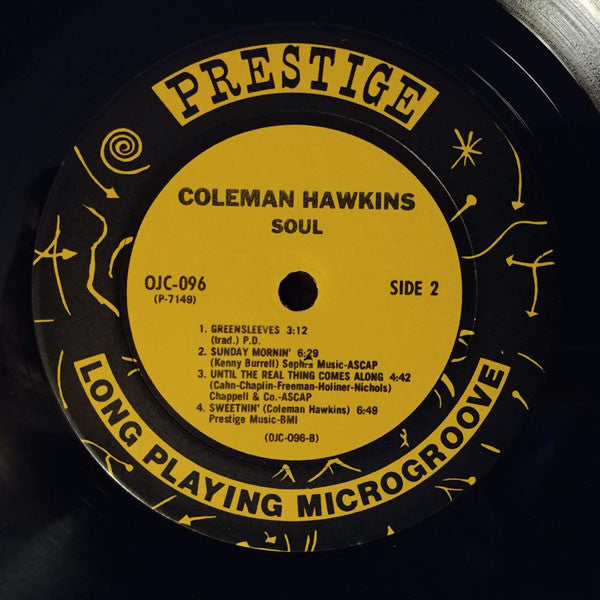 PRESTIGE
COLEMAN HAWKINS
SOUL
OJC-096
(P-7149)
SIDE 2
1. GREENSLEEVES 3:12
(trad.) P.D.
2. SUNDAY MORNIN' 6:29
(Kenny Burrell) Sephra Music-ASCAP
3. UNTIL THE REAL THING COMES ALONG 4:42
(Cahn-Chaplin-Freeman-Holiner-Nichols)
Chappell & Co.-ASCAP
4. SWEETNIN' (Coleman Hawkins) 6:49
Prestige Music-BMI
(OJC-096-B)
LONG PLAYING MICROGROOVE